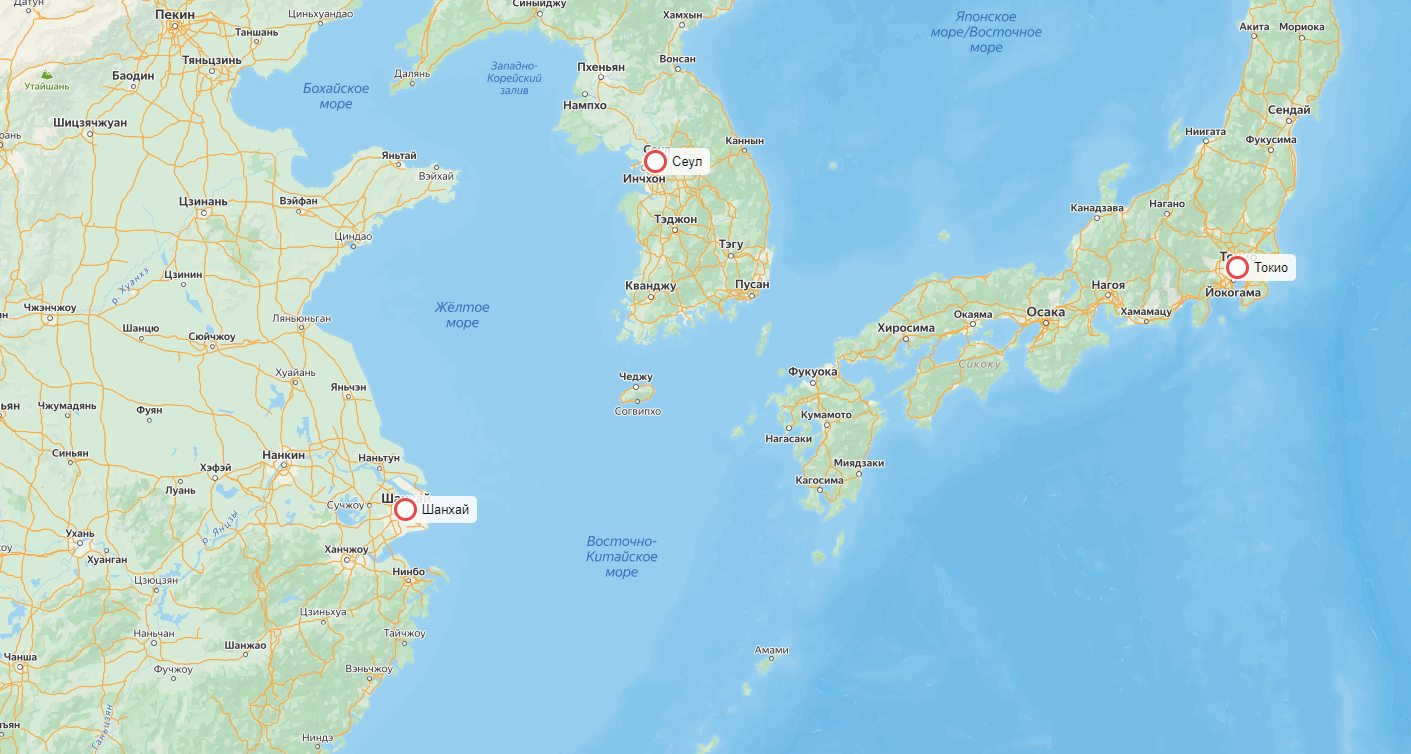 Датун
Пекин
Циньхуандао
Таншань
Тяньцзинь
Баодин
Утайшань
Шицзячжуан
Бохайское
море
Далянь
Синыйджу
Западно-
Корейский
залив
Пхеньян
Нампхо
Хамхын
Вонсан
Японское
море/Восточное
море
Акита
Мориока
Сендай
Ниигата
Фукусима
Каннын
Сеул
Сеул
Инчхон
Яньтай
Вэйхай
Цзинань
Вэйфан
Циндао
Тэджон
Тэгу
Кванджу
Пусан
Канадзава
Нагано
Токио
Йокогама
Нагоя
Хамамацу
Осака
Окаяма
Хиросима
Сикоку
р. Хуанхэ
Цзинин
Чжэнчжоу
Шанцю
Сюйчжоу
Ляньюньган
Жёлтое
море
Хуайань
Яньчэн
Чеджу
Согвипхо
Фукуока
Кумамото
Нагасаки
Миядзаки
Кагосима
Чжумадянь
Фуян
Синьян
Хэфэй
Нанкин
Наньтун
Луань
Сучжоу
Шанхай
Шанхай
р. Янцзы
Ухань
Хуанган
Ханчжоу
Нинбо
Восточно-
Китайское
море
Цзюцзян
Цзиньхуа
Наньчан
Шанжао
Тайчжоу
Чанша
Фучжоу
Вэньчжоу
Амами
Ганьцзян
Ниндэ